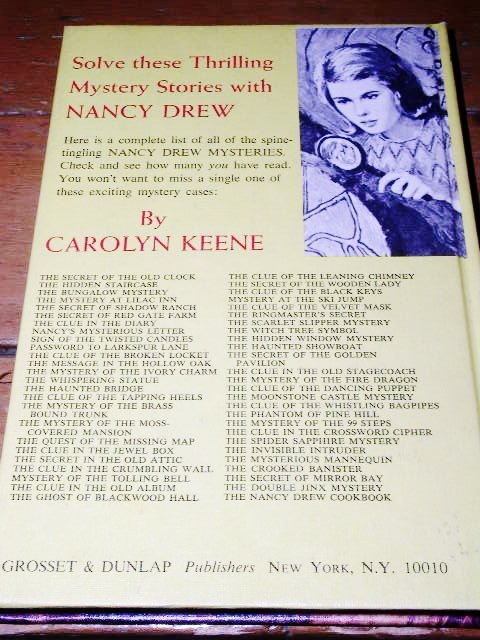 Solve these Thrilling
Mystery Stories with
NANCY DREW
Here is a complete list of all of the spine-
tingling NANCY DREW MYSTERIES.
Check and see how many you have read.
You won't want to miss a single one of
these exciting mystery cases:
By
CAROLYN KEENE
THE SECRET OF THE OLD CLOCK
THE HIDDEN STAIRCASE
THE BUNGALOW MYSTERY
THE MYSTERY AT LILAC INN
THE SECRET OF SHADOW RANCH
THE SECRET OF RED GATE FARM
THE CLUE IN THE DIARY
NANCY'S MYSTERIOUS LETTER
SIGN OF THE TWISTED CANDLES
PASSWORD TO LARKSPUR LANE
THE CLUE OF THE BROKEN LOCKET
THE MESSAGE IN THE HOLLOW OAK
THE MYSTERY OF THE IVORY CHARM
THE WHISPERING STATUE
THE HAUNTED BRIDGE
THE CLUE OF THE TAPPING HEELS
THE MYSTERY OF THE BRASS
BOUND TRUNK
THE MYSTERY OF THE MOSS-
COVERED MANSION
THE QUEST OF THE MISSING MAP
THE CLUE IN THE JEWEL BOX
THE SECRET IN THE OLD ATTIC
THE CLUE IN THE CRUMBLING WALL
MYSTERY OF THE TOLLING BELL
THE CLUE IN THE OLD ALBUM
THE GHOST OF BLACKWOOD HALL
THE CLUE OF THE LEANING CHIMNEY
THE SECRET OF THE WOODEN LADY
THE CLUE OF THE BLACK KEYS
MYSTERY AT THE SKI JUMP
THE CLUE OF THE VELVET MASK
THE RINGMASTER'S SECRET
THE SCARLET SLIPPER MYSTERY
THE WITCH TREE SYMBOL
THE HIDDEN WINDOW MYSTERY
THE HAUNTED SHOWBOAT
THE SECRET OF THE GOLDEN
PAVILION
THE CLUE IN THE OLD STAGECOACH
THE MYSTERY OF THE FIRE DRAGON
THE CLUE OF THE DANCING PUPPET
THE MOONSTONE CASTLE MYSTERY
THE CLUE OF THE WHISTLING BAGPIPES
THE PHANTOM OF PINE HILL
THE MYSTERY OF THE 99 STEPS
THE CLUE IN THE CROSSWORD CIPHER
THE SPIDER SAPPHIRE MYSTERY
THE INVISIBLE INTRUDER
THE MYSTERIOUS MANNEQUIN
THE CROOKED BANISTER
THE SECRET OF MIRROR BAY
THE DOUBLE JINX MYSTERY
THE NANCY DREW COOKBOOK
GROSSET & DUNLAP Publishers NEW YORK, N.Y. 10010